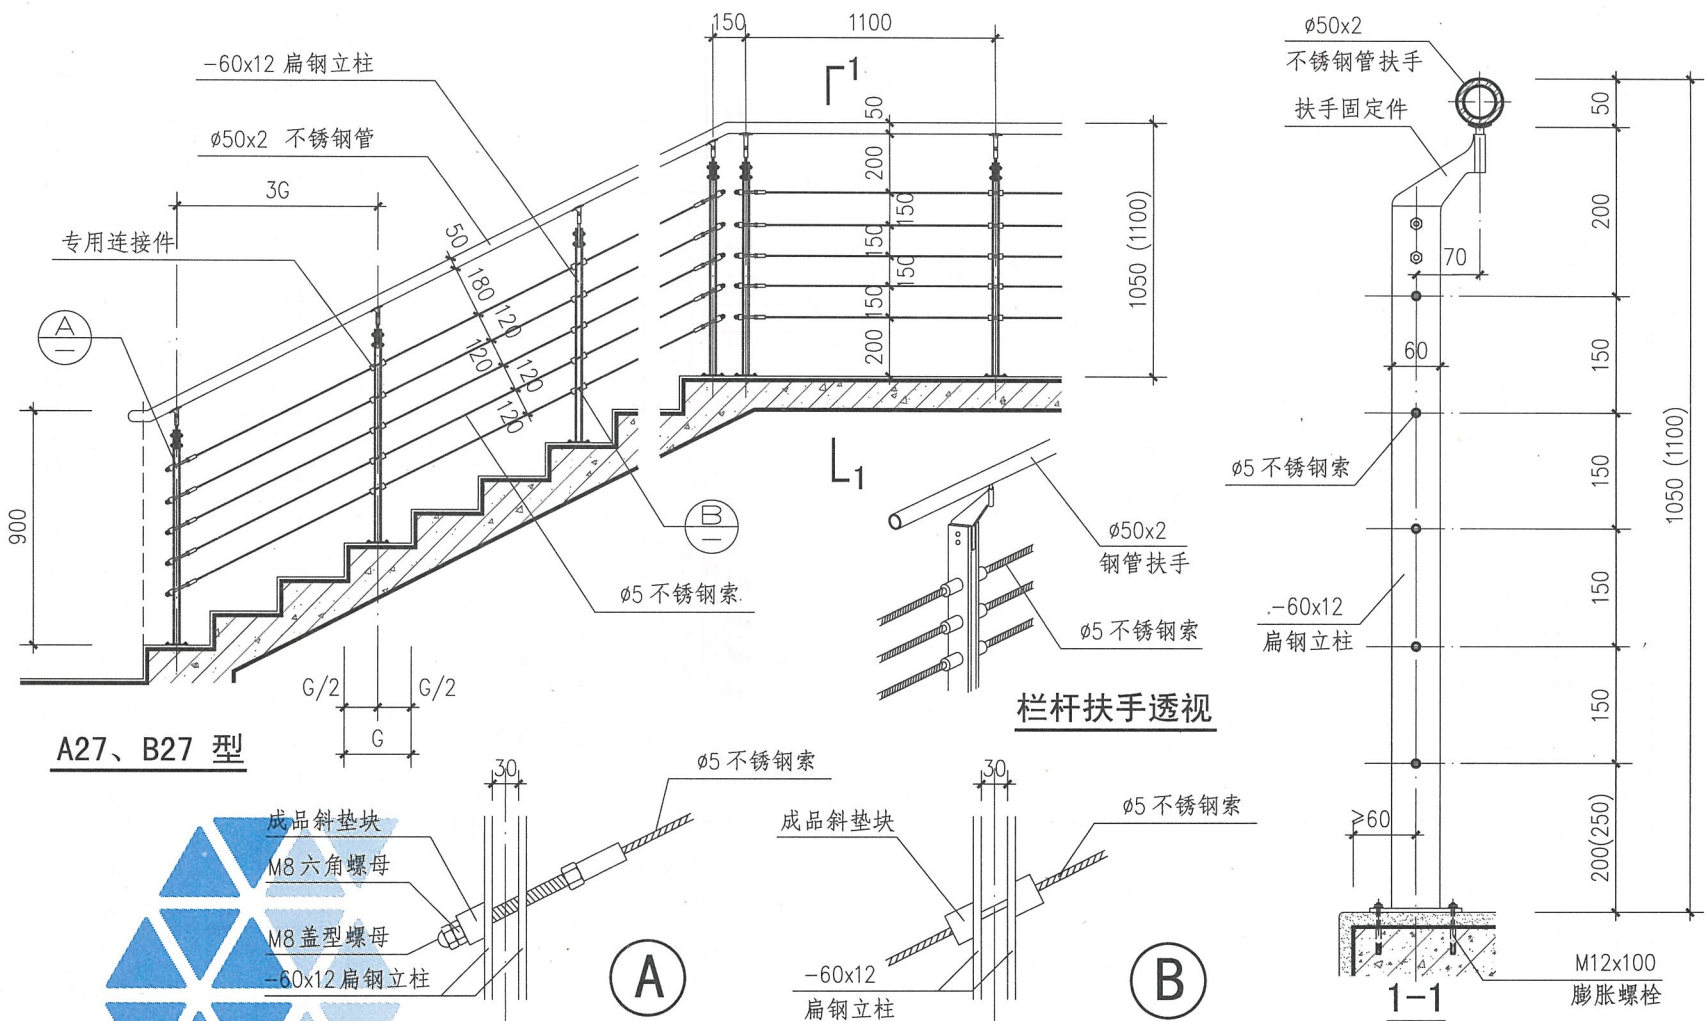 150
1100
-60x12 扁钢立柱
1
ø50x2 不锈钢管
3G
专用连接件
A
900
50
180
120
120
120
120
50
200
150
150
150
150
200
1050 (1100)
1
B
ø5 不锈钢索
G/2
G/2
G
A27、B27 型
ø50x2
钢管扶手
ø5 不锈钢索
栏杆扶手透视
ø50x2
不锈钢管扶手
扶手固定件
70
60
ø5 不锈钢索
-60x12
扁钢立柱
≥60
50
200
150
150
150
150
200(250)
1050 (1100)
M12x100
膨胀螺栓
1-1
30
ø5 不锈钢索
成品斜垫块
M8 六角螺母
M8 盖型螺母
-60x12 扁钢立柱
A
30
ø5 不锈钢索
成品斜垫块
-60x12
扁钢立柱
B